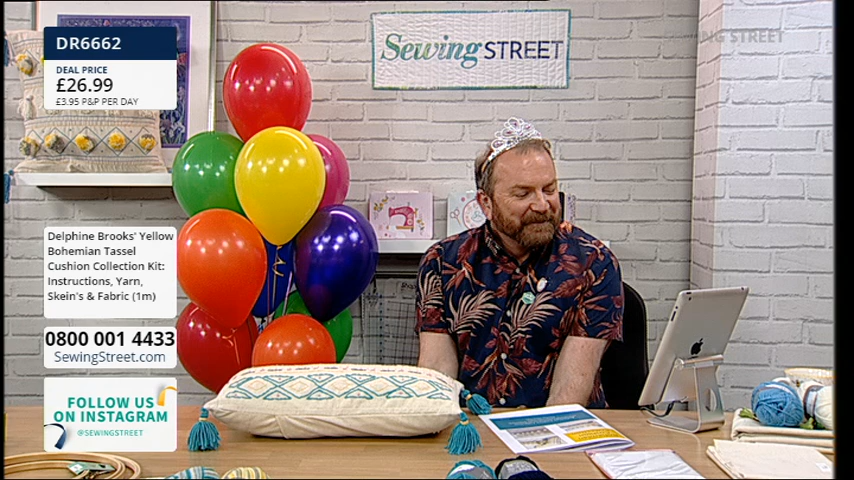 DR6662
DEAL PRICE
£26.99
£3.95 P&P PER DAY
Sewing STREET
SEWING STREET
Delphine Brooks' Yellow
Bohemian Tassel
Cushion Collection Kit:
Instructions, Yarn,
Skein's & Fabric (1m)
0800 001 4433
SewingStreet.com
FOLLOW US
ON INSTAGRAM
@SEWINGSTREET